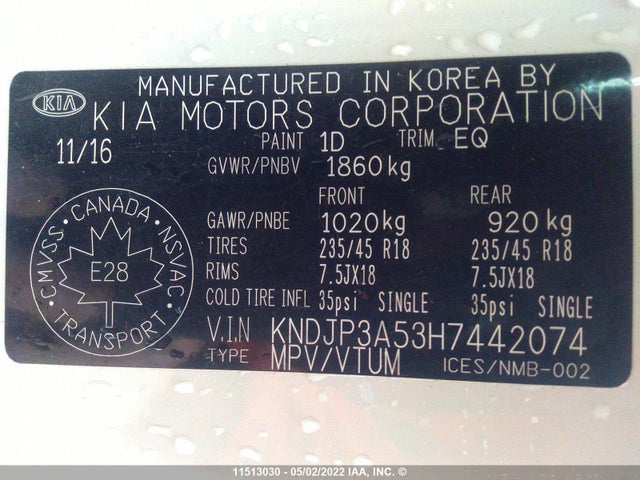 MANUFACTURED IN KOREA BY
KIA KIA MOTORS CORPORATION
11/16 PAINT 1D TRIM EQ
GVWR/PNBV 1860kg
FRONT REAR
GAWR/PNBE 1020kg 920kg
TIRES 235/45 R18 235/45 R18
RIMS 7.5JX18 7.5JX18
COLD TIRE INFL 35psi SINGLE 35psi SINGLE
V.I.N KNDJP3A53H7442074
TYPE MPV/VTUM ICES/NMB-002
CANADA · NSVAC · TRANSPORT · CMVSS ·
E28
11513030 - 05/02/2022 IAA, Inc. ©